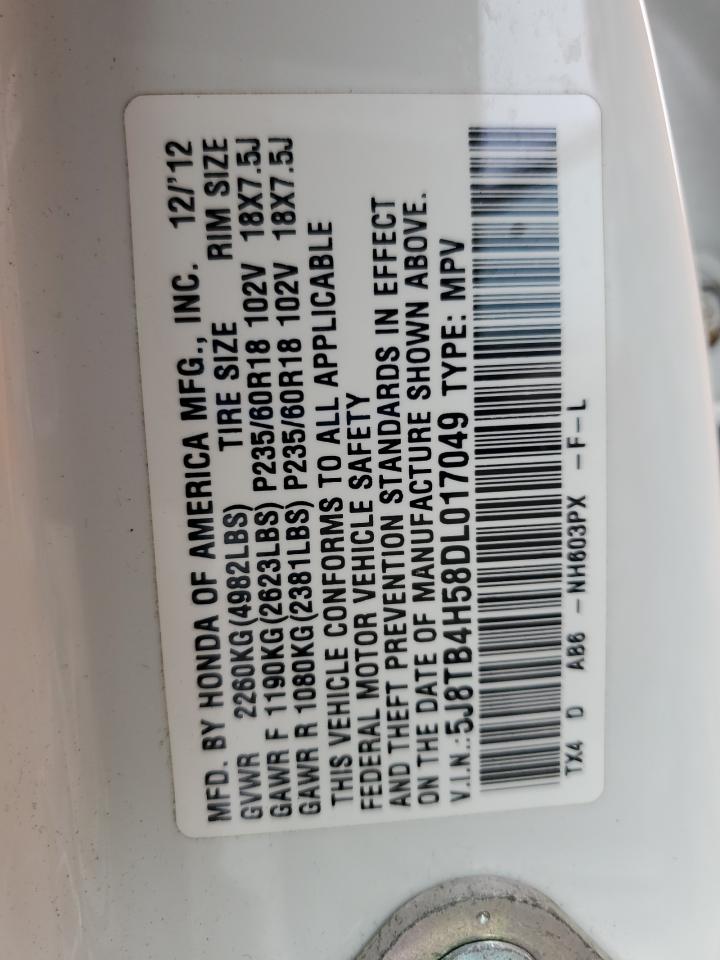 MFD. BY HONDA OF AMERICA MFG., INC. 12/'12
GVWR 2260KG(4982LBS) TIRE SIZE RIM SIZE
GAWR F 1190KG(2623LBS) P235/60R18 102V 18X7.5J
GAWR R 1080KG(2381LBS) P235/60R18 102V 18X7.5J
THIS VEHICLE CONFORMS TO ALL APPLICABLE
FEDERAL MOTOR VEHICLE SAFETY
AND THEFT PREVENTION STANDARDS IN EFFECT
ON THE DATE OF MANUFACTURE SHOWN ABOVE.
V.I.N.:5J8TB4H58DL017049 TYPE: MPV
TX4 D AB6 -NH603PX -F-L